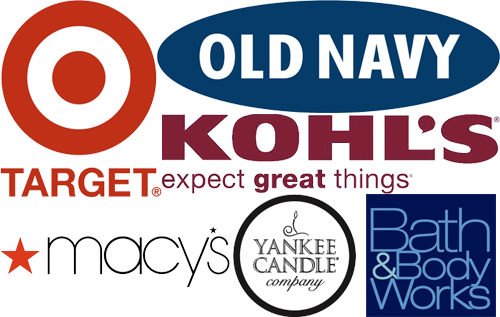 OLD NAVY
KOHL'S®
TARGET®
expect great things®
macy's
YANKEE
CANDLE®
company
Bath
&Body
Works